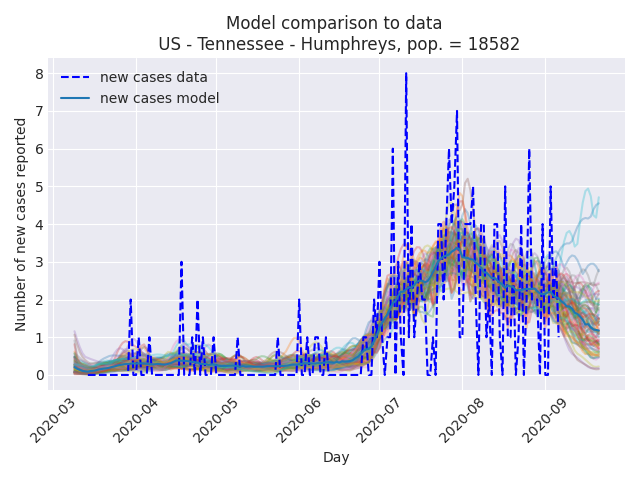 Model comparison to data
US - Tennessee - Humphreys, pop. = 18582
new cases data
new cases model
Number of new cases reported
8
7
6
5
4
3
2
1
0
2020-03
2020-04
2020-05
2020-06
2020-07
2020-08
2020-09
Day